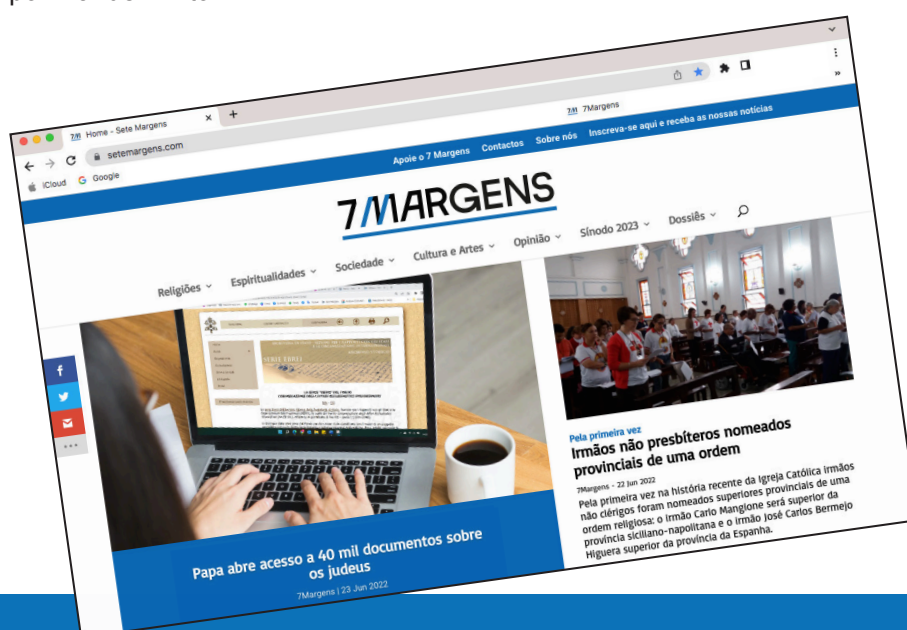 7M Home - Sete Margens
setemargens.com
iCloud Google
7M 7Margens
Apoie o 7 Margens Contactos Sobre nós Inscreva-se aqui e receba as nossas notícias
7MARGENS
Religiões Espiritualidades Sociedade Cultura e Artes Opinião Sínodo 2023 Dossiês
SERIE EBREI
Papa abre acesso a 40 mil documentos sobre
os judeus
7Margens | 23 Jun 2022
Pela primeira vez
Irmãos não presbíteros nomeados
provinciais de uma ordem
7Margens - 22 Jun 2022
Pela primeira vez na história recente da Igreja Católica irmãos
não clérigos foram nomeados superiores provinciais de uma
ordem religiosa: o irmão Carlo Mangione será superior da
província siciliano-napolitana e o irmão José Carlos Bermejo
Higuera superior da província da Espanha.